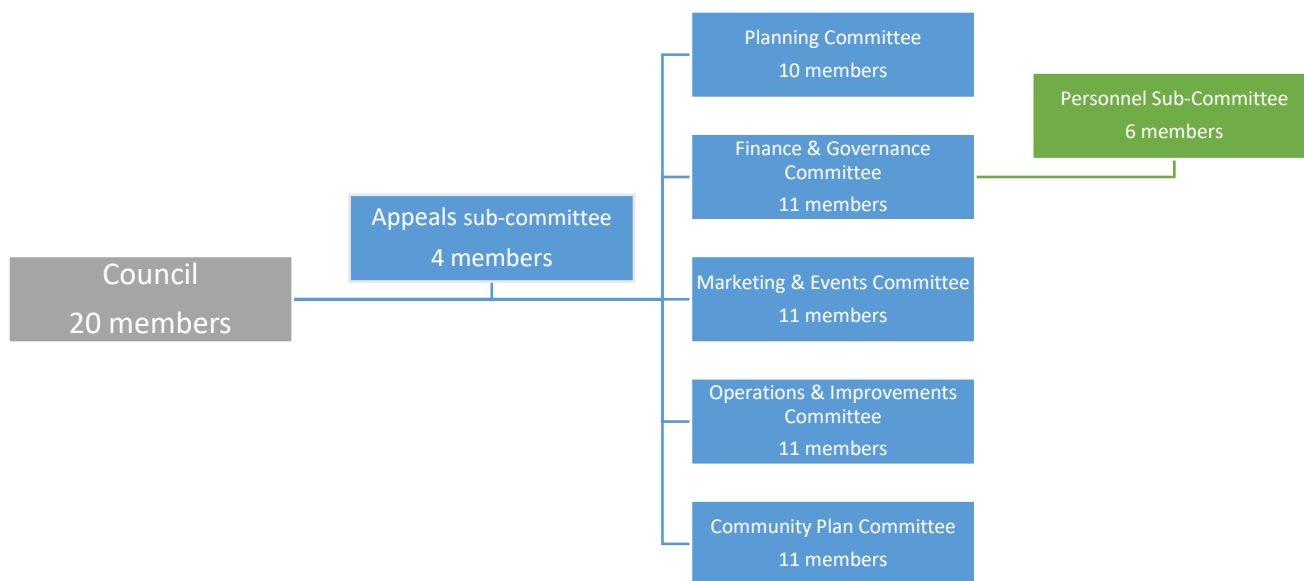 Council
20 members
Appeals sub-committee
4 members
Planning Committee
10 members
Finance & Governance
Committee
11 members
Marketing & Events Committee
11 members
Operations & Improvements
Committee
11 members
Community Plan Committee
11 members
Personnel Sub-Committee
6 members